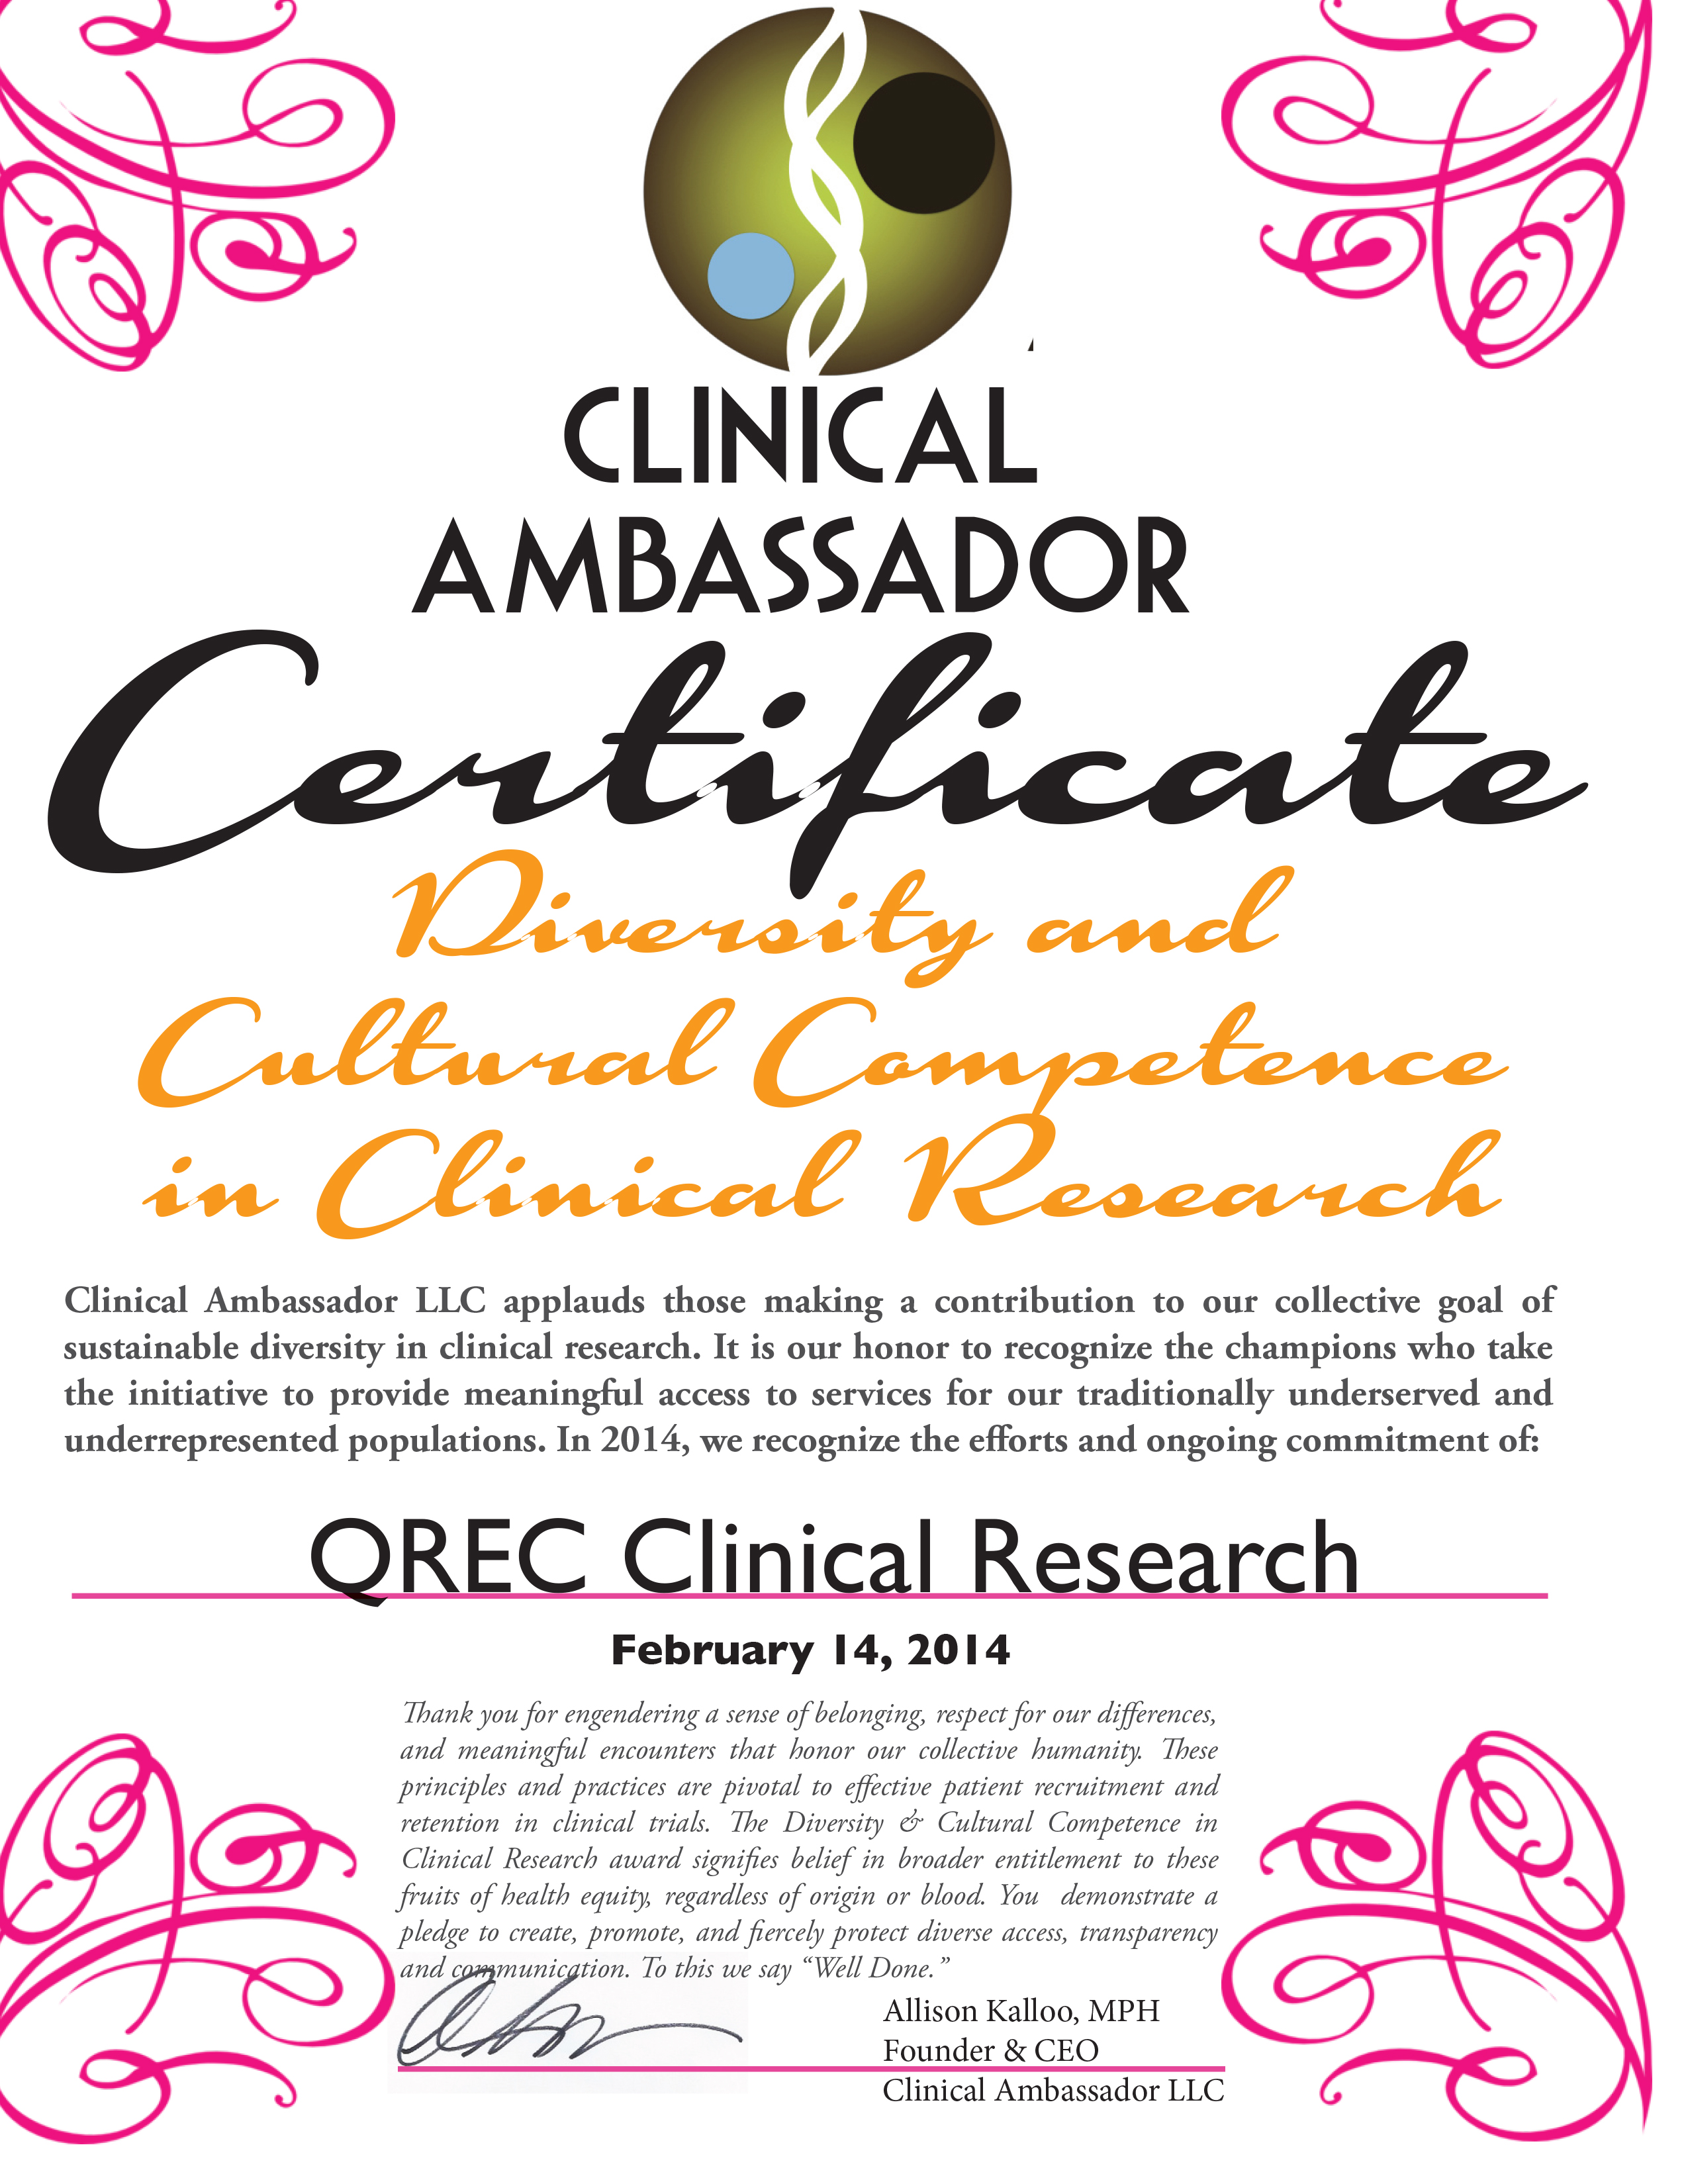 CLINICAL
AMBASSADOR
Certificate
Diversity and
Cultural Competence
in Clinical Research
Clinical Ambassador LLC applauds those making a contribution to our collective goal of
sustainable diversity in clinical research. It is our honor to recognize the champions who take
the initiative to provide meaningful access to services for our traditionally underserved and
underrepresented populations. In 2014, we recognize the efforts and ongoing commitment of:
QREC Clinical Research
February 14, 2014
Thank you for engendering a sense of belonging, respect for our differences,
and meaningful encounters that honor our collective humanity. These
principles and practices are pivotal to effective patient recruitment and
retention in clinical trials. The Diversity & Cultural Competence in
Clinical Research award signifies belief in broader entitlement to these
fruits of health equity, regardless of origin or blood. You demonstrate a
pledge to create, promote, and fiercely protect diverse access, transparency
and communication. To this we say “Well Done.”
Allison Kalloo, MPH
Founder & CEO
Clinical Ambassador LLC